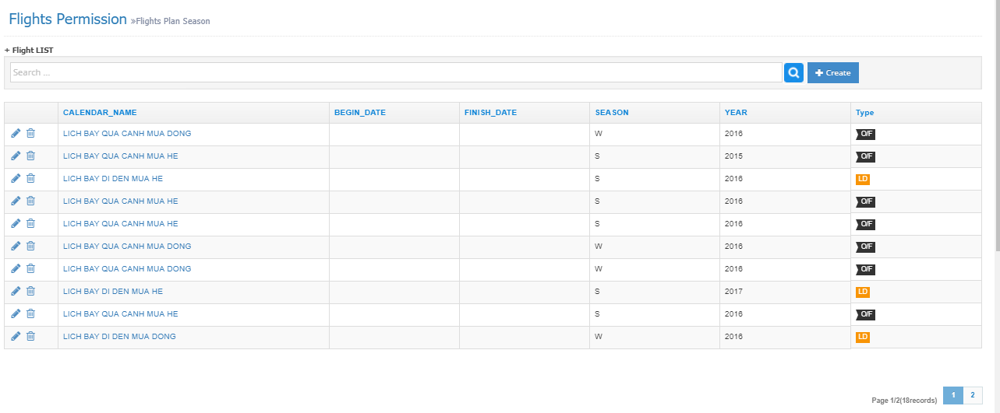 Flights Permission »Flights Plan Season
+ Flight LIST
Search ...
Create
CALENDAR_NAME BEGIN_DATE FINISH_DATE SEASON YEAR Type
LICH BAY QUA CANH MUA DONG W 2016 O/F
LICH BAY QUA CANH MUA HE S 2015 O/F
LICH BAY DI DEN MUA HE S 2016 LD
LICH BAY QUA CANH MUA HE S 2016 O/F
LICH BAY QUA CANH MUA HE S 2016 O/F
LICH BAY QUA CANH MUA DONG W 2016 O/F
LICH BAY QUA CANH MUA DONG W 2016 O/F
LICH BAY DI DEN MUA HE S 2017 LD
LICH BAY QUA CANH MUA HE S 2016 O/F
LICH BAY DI DEN MUA DONG W 2016 LD
Page 1/2(18records) 1 2